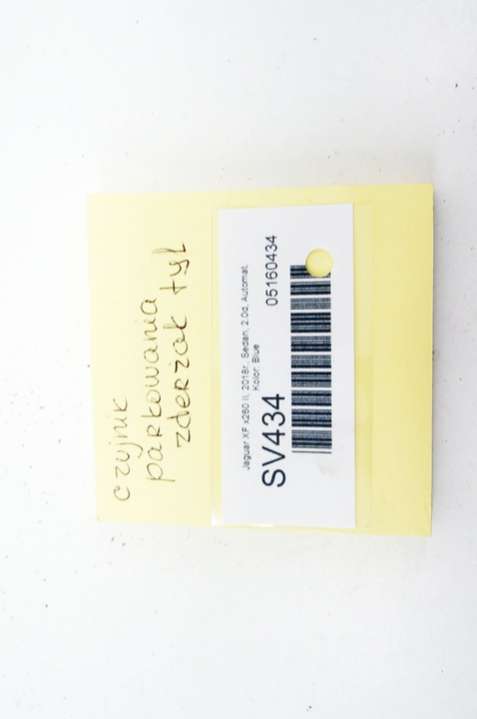 czujnik
parkowania
zderzak tył
Jaguar XF x260 II, 2018r., Sedan, 2.0d, Automat,
Kolor: Blue
SV434
05160434